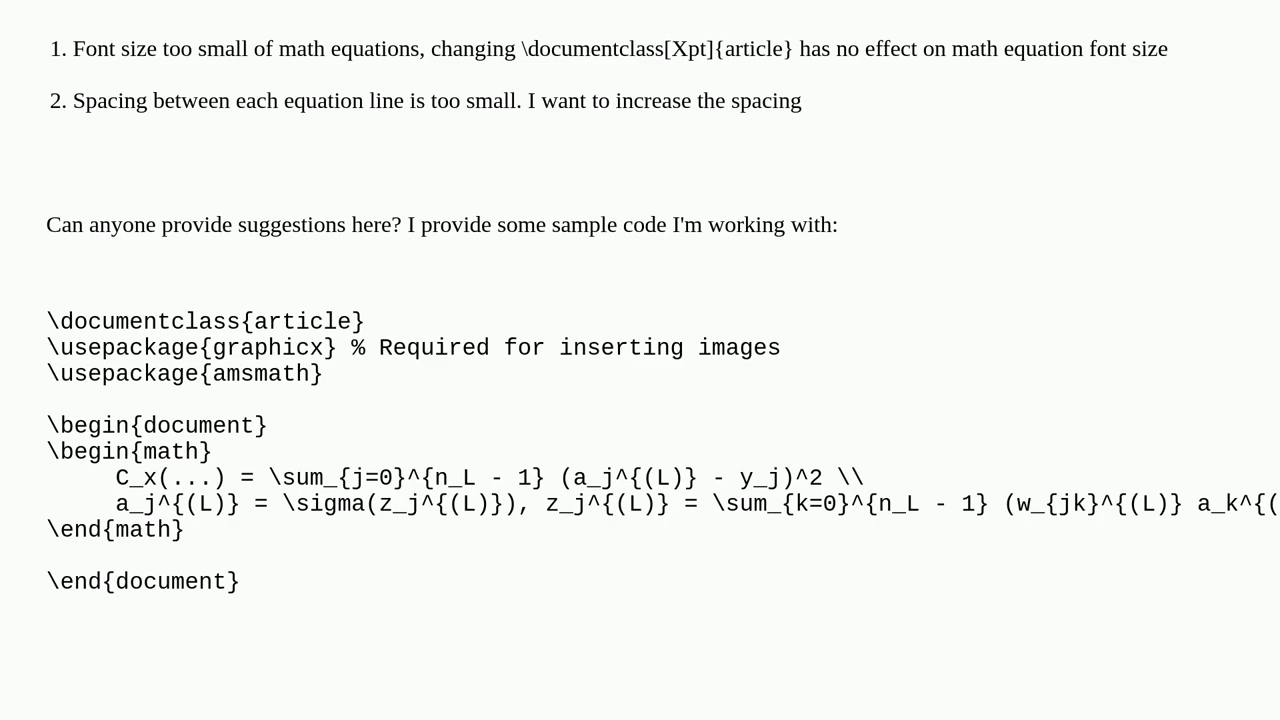 1. Font size too small of math equations, changing \documentclass[Xpt]{article} has no effect on math equation font size
2. Spacing between each equation line is too small. I want to increase the spacing
Can anyone provide suggestions here? I provide some sample code I'm working with:
\documentclass{article}
\usepackage{graphicx} % Required for inserting images
\usepackage{amsmath}
\begin{document}
\begin{math}
C_x(...) = \sum_{j=0}^{n_L - 1} (a_j^{(L)} - y_j)^2 \\
a_j^{(L)} = \sigma(z_j^{(L)}), z_j^{(L)} = \sum_{k=0}^{n_L - 1} (w_{jk}^{(L)} a_k^{(
\end{math}
\end{document}